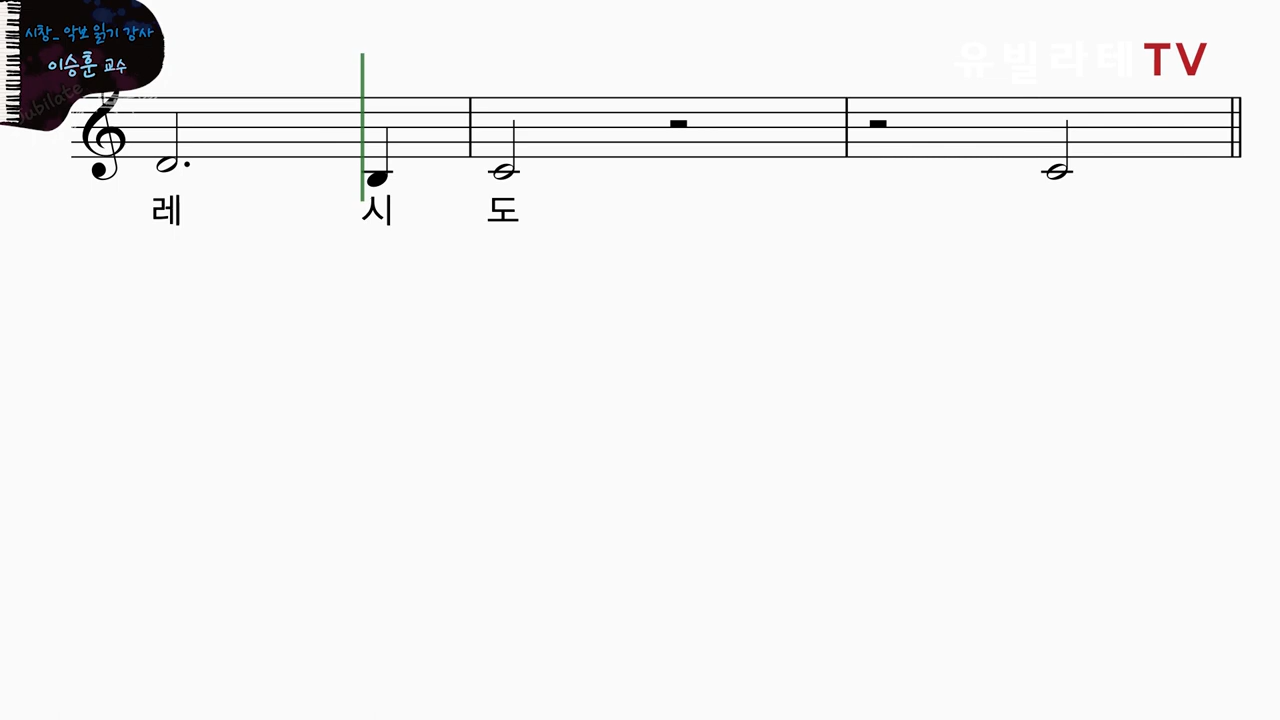 시창_ 악보 읽기 강사
이승훈 교수
Jubilate
유빌라테TV
레 시 도